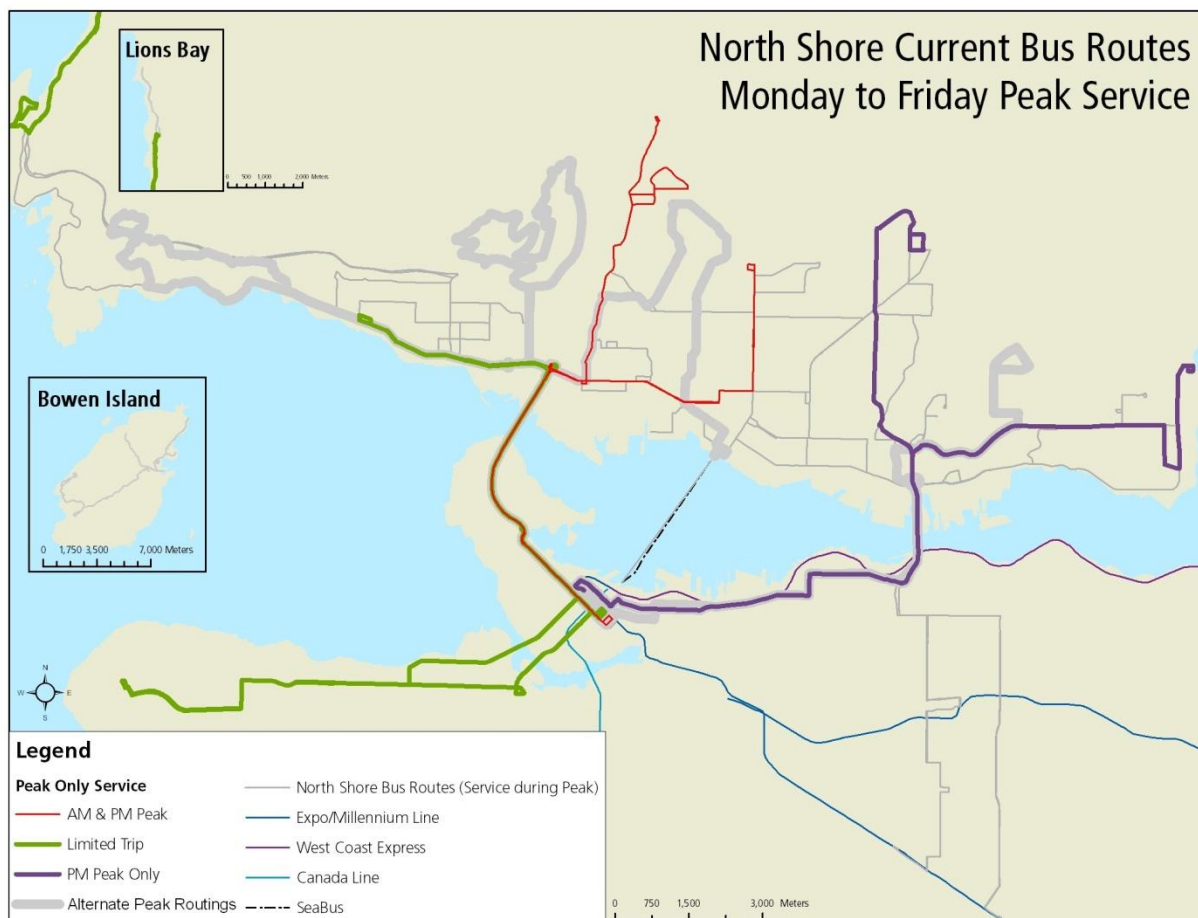 North Shore Current Bus Routes
Monday to Friday Peak Service
Lions Bay
0 500 1,000 2,000 Meters
Bowen Island
0 1,750 3,500 7,000 Meters
N
W E
S
Legend
Peak Only Service
AM & PM Peak
Limited Trip
PM Peak Only
Alternate Peak Routings
North Shore Bus Routes (Service during Peak)
Expo/Millennium Line
West Coast Express
Canada Line
SeaBus
0 750 1,500 3,000 Meters